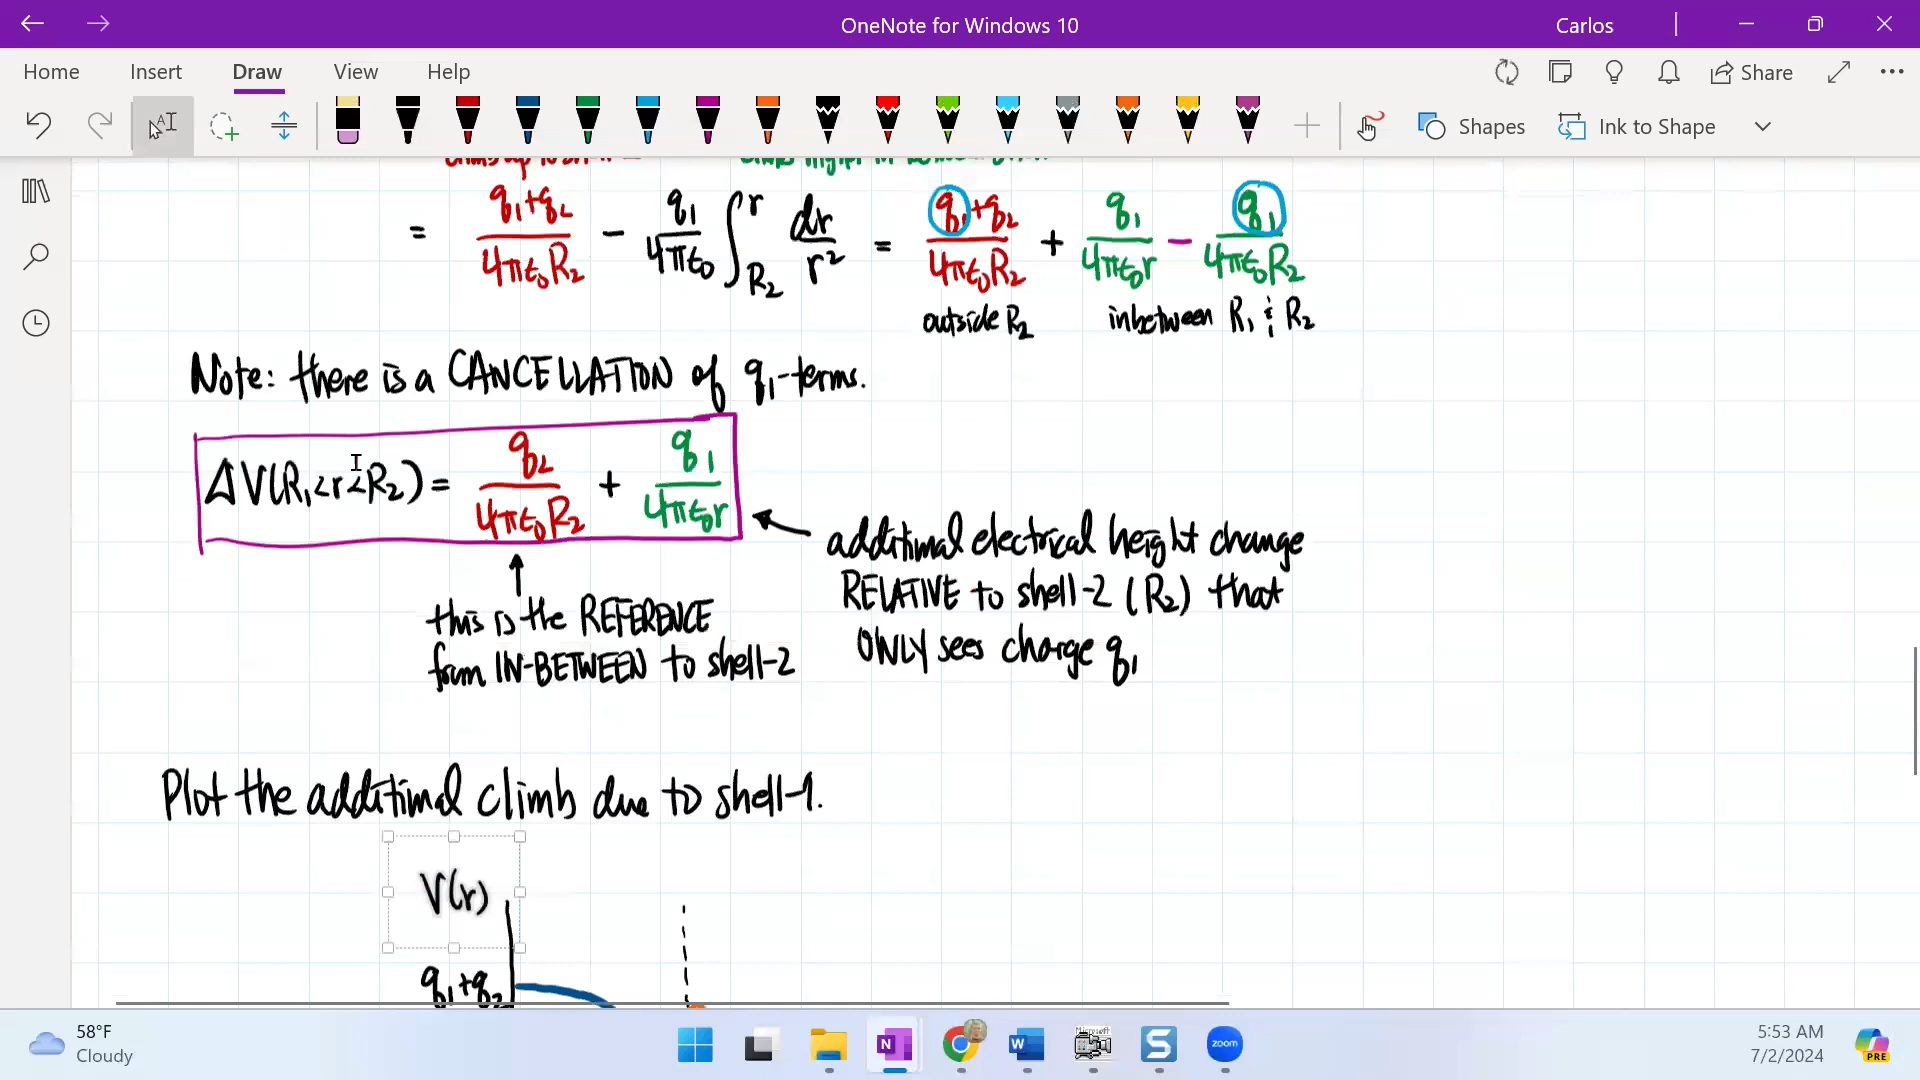 OneNote for Windows 10
Carlos
Home Insert Draw View Help
Share
Shapes
Ink to Shape
= q₁+q₂/4πε₀R₂ − q₁/4πε₀ ∫_R₂^r dr/r² = q₁+q₂/4πε₀R₂ + q₁/4πε₀r − q₁/4πε₀R₂
outside R₂
inbetween R₁ & R₂
Note: there is a CANCELLATION of q₁-terms.
ΔV(R₁<r<R₂) = q₂/4πε₀R₂ + q₁/4πε₀r
additional electrical height change
RELATIVE to shell-2 (R₂) that
ONLY sees charge q₁
this is the REFERENCE
from IN-BETWEEN to shell-2
Plot the additional climb due to shell-1.
V(r)
q₁+q₂
58°F
Cloudy
Microsoft
zoom
5:53 AM
7/2/2024
PRE